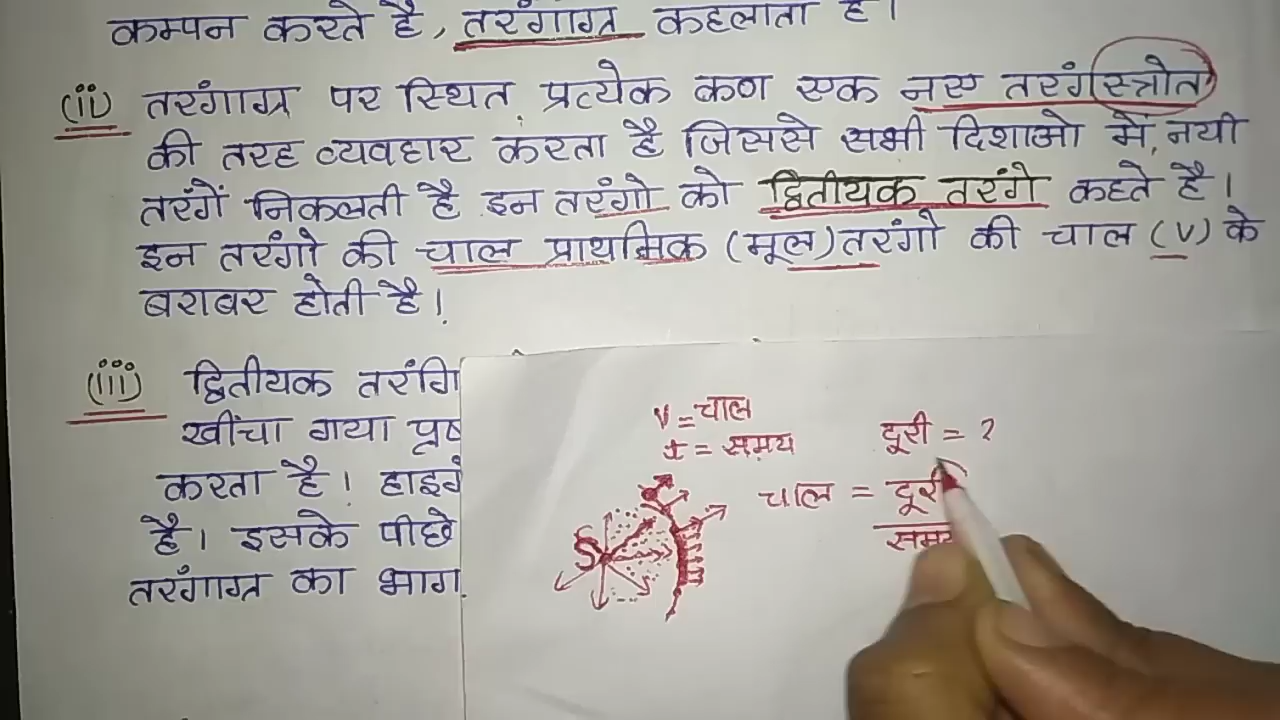 कम्पन करते है, तरंगाग्र कहलाता है।
(ii) तरंगाग्र पर स्थित प्रत्येक कण एक नए तरंगस्त्रोत
की तरह व्यवहार करता है जिससे सभी दिशाओ में नयी
तरंगें निकलती है इन तरंगो को द्वितीयक तरंगे कहते है।
इन तरंगो की चाल प्राथमिक (मूल) तरंगो की चाल (v) के
बराबर होती है।
(iii) द्वितीयक तरंगि
खींचा गया पृष
करता है। हाइगे
है। इसके पीछे
तरंगाग्र का भाग
v = चाल
t = समय
दूरी = ?
चाल = दूरी
समय
S